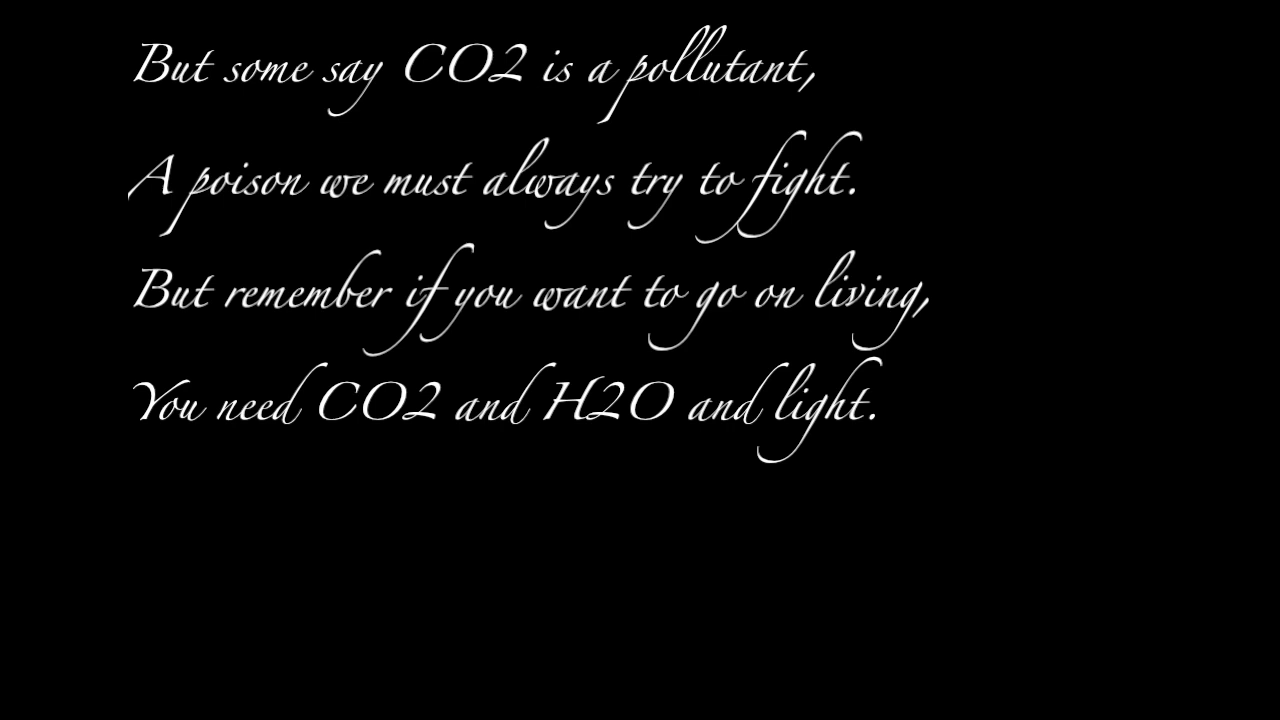 But some say CO2 is a pollutant,
A poison we must always try to fight.
But remember if you want to go on living,
You need CO2 and H2O and light.